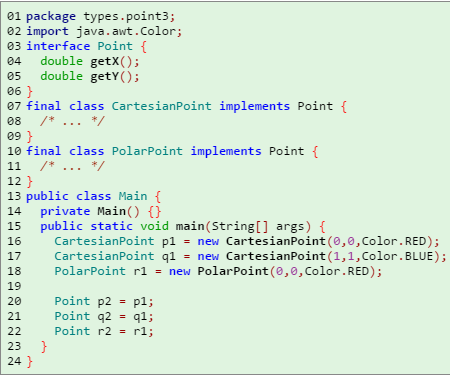 01 package types.point3;
02 import java.awt.Color;
03 interface Point {
04   double getX();
05   double getY();
06 }
07 final class CartesianPoint implements Point {
08   /* ... */
09 }
10 final class PolarPoint implements Point {
11   /* ... */
12 }
13 public class Main {
14   private Main() {}
15   public static void main(String[] args) {
16     CartesianPoint p1 = new CartesianPoint(0,0,Color.RED);
17     CartesianPoint q1 = new CartesianPoint(1,1,Color.BLUE);
18     PolarPoint r1 = new PolarPoint(0,0,Color.RED);
19
20     Point p2 = p1;
21     Point q2 = q1;
22     Point r2 = r1;
23   }
24 }